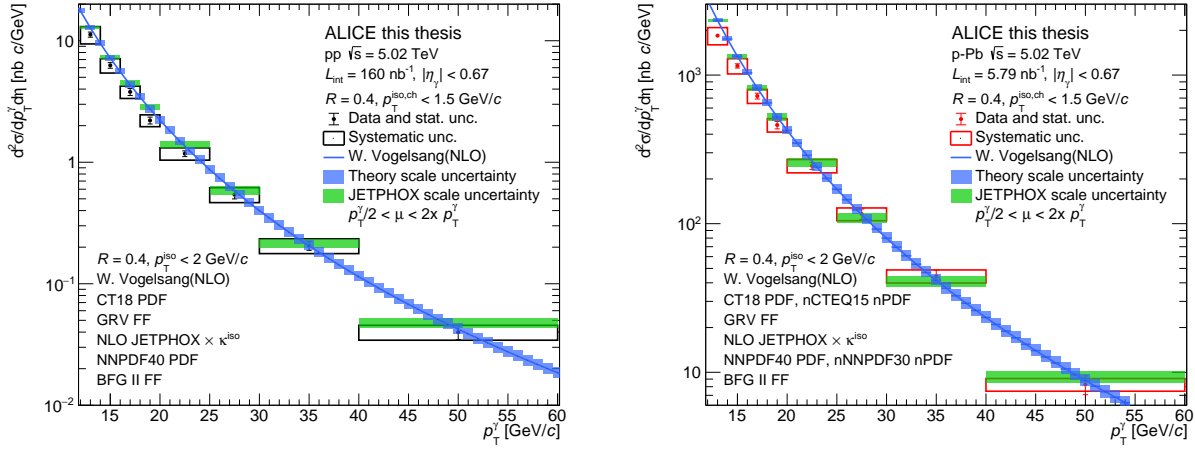 ALICE this thesis
pp √s = 5.02 TeV
L_int = 160 nb⁻¹, |η_γ| < 0.67
R = 0.4, p_T^iso,ch < 1.5 GeV/c
Data and stat. unc.
Systematic unc.
W. Vogelsang(NLO)
Theory scale uncertainty
JETPHOX scale uncertainty
p_T^γ/2 < μ < 2x p_T^γ
R = 0.4, p_T^iso < 2 GeV/c
W. Vogelsang(NLO)
CT18 PDF
GRV FF
NLO JETPHOX × κ^iso
NNPDF40 PDF
BFG II FF
d²σ/dp_T^γ dη [nb c/GeV]
10
1
10⁻¹
10⁻²
15 20 25 30 35 40 45 50 55 60
p_T^γ [GeV/c]
ALICE this thesis
p-Pb √s = 5.02 TeV
L_int = 5.79 nb⁻¹, |η_γ| < 0.67
R = 0.4, p_T^iso,ch < 1.5 GeV/c
Data and stat. unc.
Systematic unc.
W. Vogelsang(NLO)
Theory scale uncertainty
JETPHOX scale uncertainty
p_T^γ/2 < μ < 2x p_T^γ
R = 0.4, p_T^iso < 2 GeV/c
W. Vogelsang(NLO)
CT18 PDF, nCTEQ15 nPDF
GRV FF
NLO JETPHOX × κ^iso
NNPDF40 PDF, nNNPDF30 nPDF
BFG II FF
d²σ/dp_T^γ dη [nb c/GeV]
10³
10²
10
15 20 25 30 35 40 45 50 55 60
p_T^γ [GeV/c]